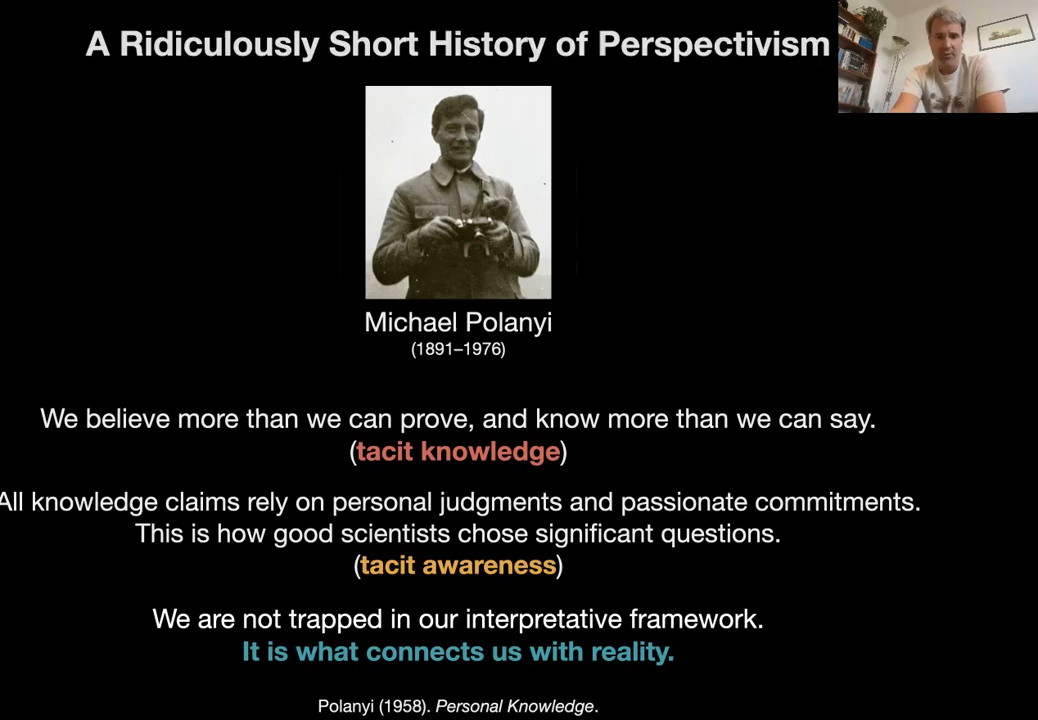 A Ridiculously Short History of Perspectivism
Michael Polanyi
(1891–1976)
We believe more than we can prove, and know more than we can say.
(tacit knowledge)
All knowledge claims rely on personal judgments and passionate commitments.
This is how good scientists chose significant questions.
(tacit awareness)
We are not trapped in our interpretative framework.
It is what connects us with reality.
Polanyi (1958). Personal Knowledge.